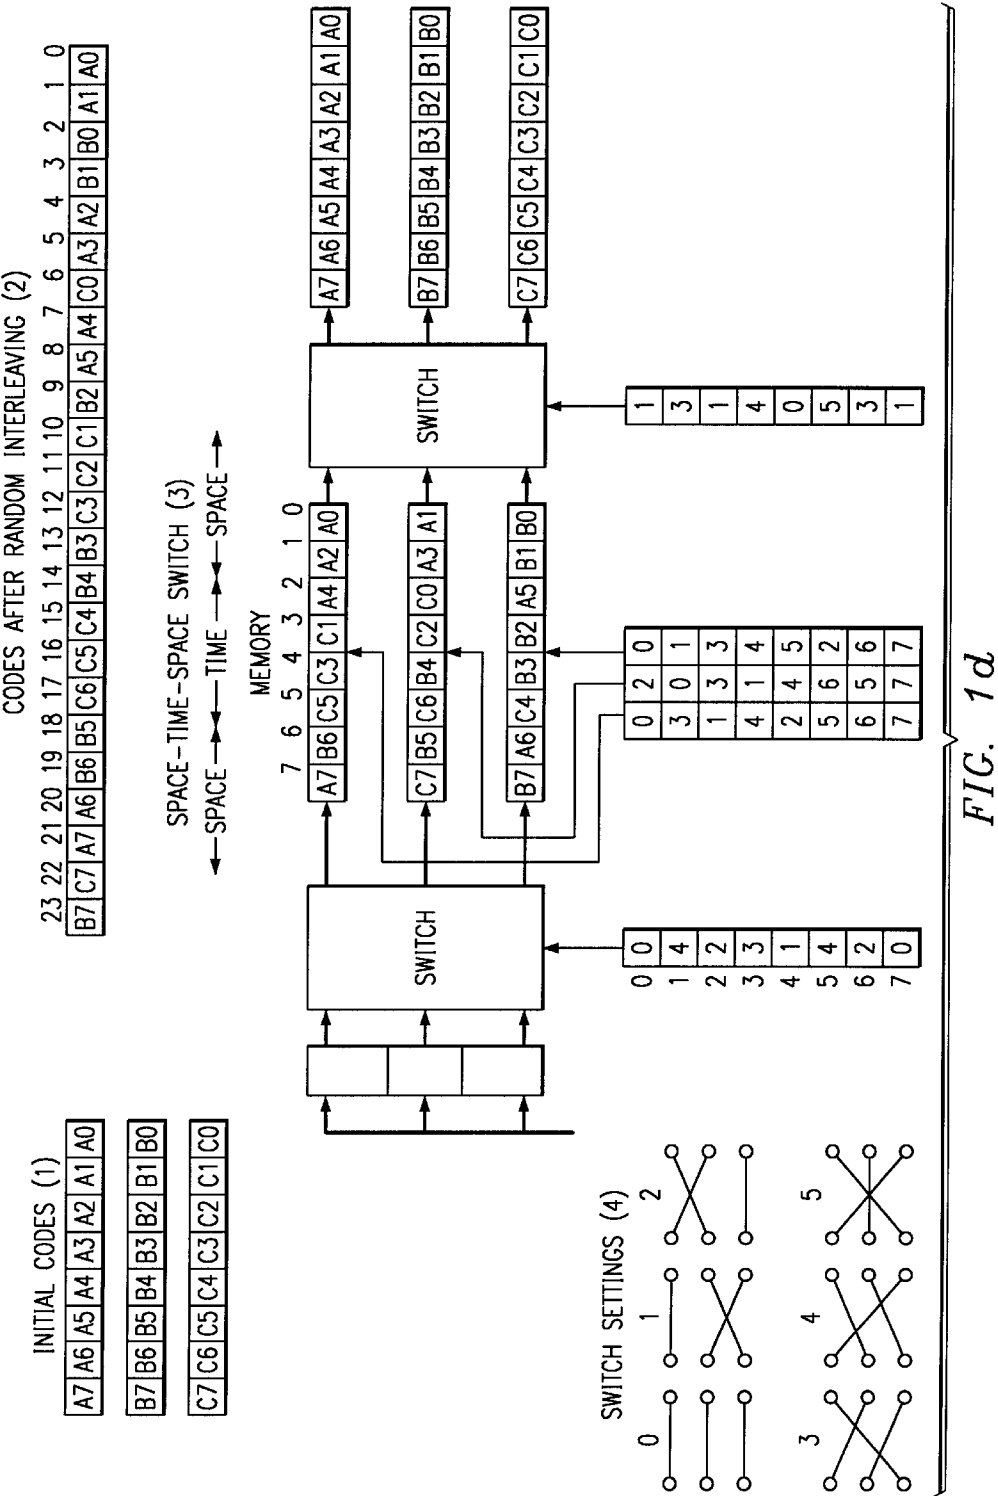 INITIAL CODES (1)
A7 A6 A5 A4 A3 A2 A1 A0
B7 B6 B5 B4 B3 B2 B1 B0
C7 C6 C5 C4 C3 C2 C1 C0
CODES AFTER RANDOM INTERLEAVING (2)
23 22 21 20 19 18 17 16 15 14 13 12 11 10 9 8 7 6 5 4 3 2 1 0
B7 C7 A7 A6 B6 B5 C6 C5 C4 B4 B3 C3 C2 C1 B2 A5 A4 C0 A3 A2 B1 B0 A1 A0
SPACE-TIME-SPACE SWITCH (3)
SPACE TIME SPACE
MEMORY
7 6 5 4 3 2 1 0
A7 B6 C5 C3 C1 A4 A2 A0
C7 B5 C6 B4 C2 C0 A3 A1
B7 A6 C4 B3 B2 A5 B1 B0
SWITCH
SWITCH
A7 A6 A5 A4 A3 A2 A1 A0
B7 B6 B5 B4 B3 B2 B1 B0
C7 C6 C5 C4 C3 C2 C1 C0
0 0
1 4
2 2
3 3
4 1
5 4
6 2
7 0
0 2 0
3 0 1
1 3 3
4 1 4
2 4 5
5 6 2
6 5 6
7 7 7
1
3
1
4
0
5
3
1
SWITCH SETTINGS (4)
0 1 2
3 4 5
FIG. 1d